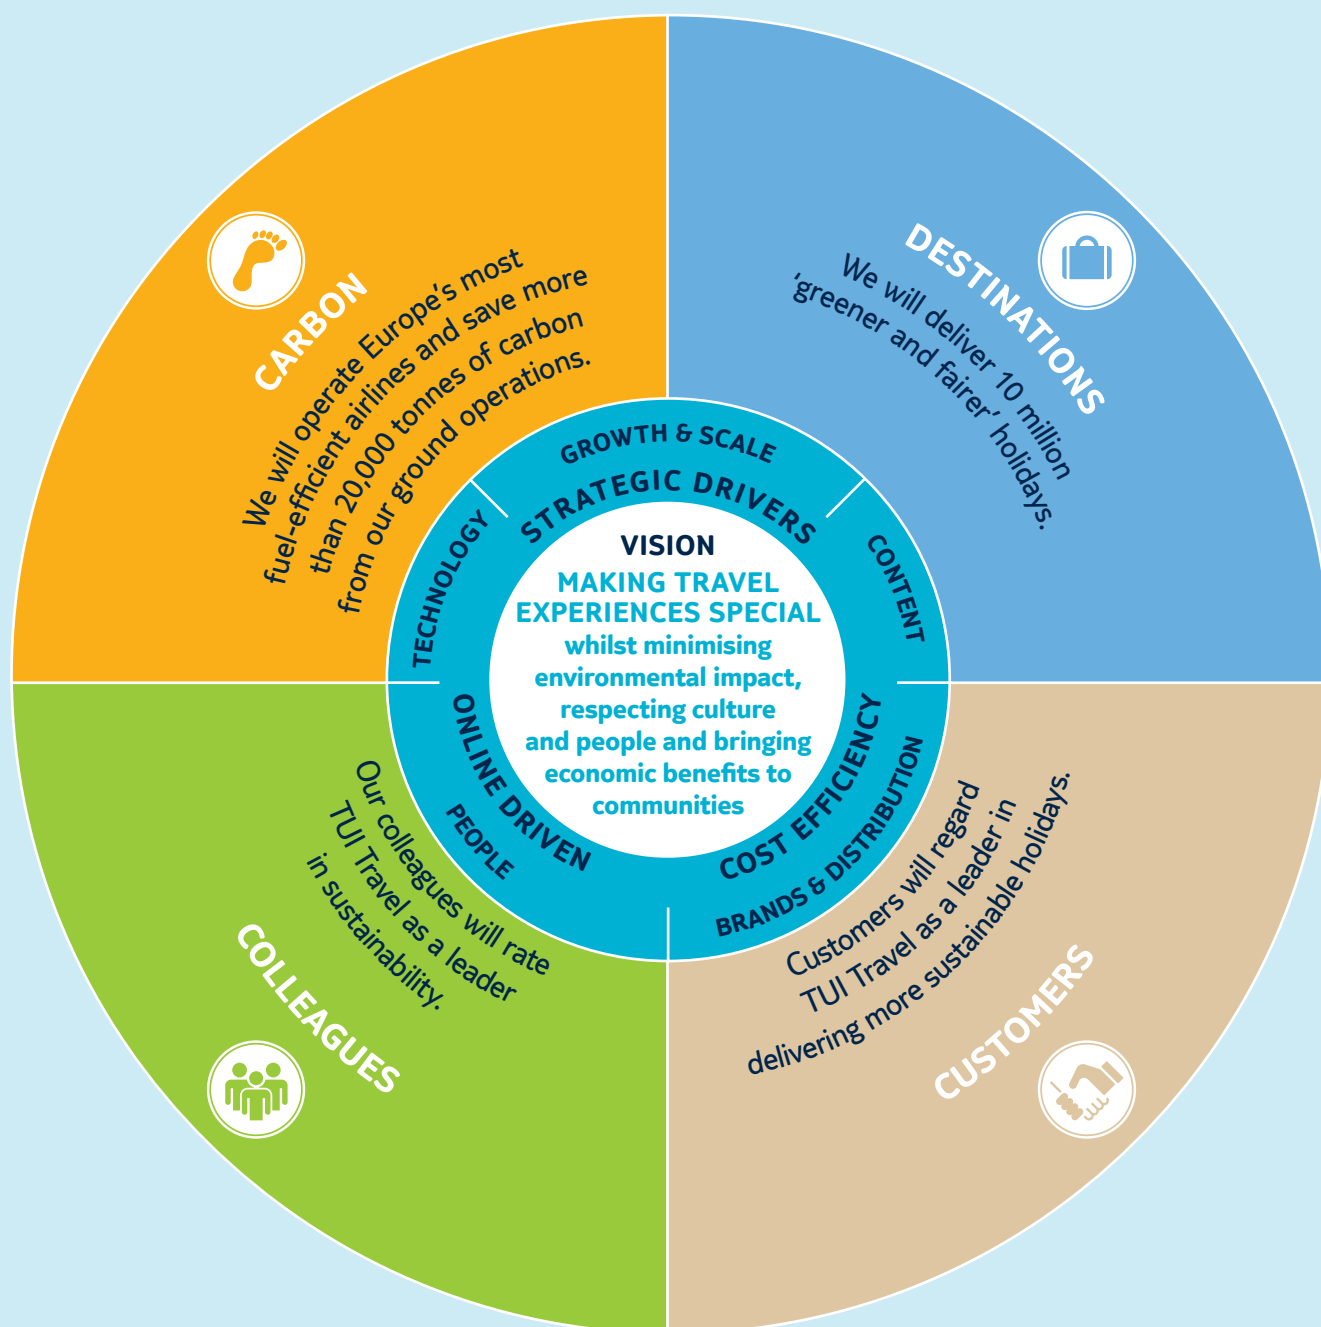 CARBON
We will operate Europe's most
fuel-efficient airlines and save more
than 20,000 tonnes of carbon
from our ground operations.
DESTINATIONS
We will deliver 10 million
'greener and fairer' holidays.
GROWTH & SCALE
STRATEGIC DRIVERS
TECHNOLOGY
CONTENT
VISION
MAKING TRAVEL
EXPERIENCES SPECIAL
whilst minimising
environmental impact,
respecting culture
and people and bringing
economic benefits to
communities
ONLINE DRIVEN
PEOPLE
COST EFFICIENCY
BRANDS & DISTRIBUTION
Our colleagues will rate
TUI Travel as a leader
in sustainability.
COLLEAGUES
Customers will regard
TUI Travel as a leader in
delivering more sustainable holidays.
CUSTOMERS